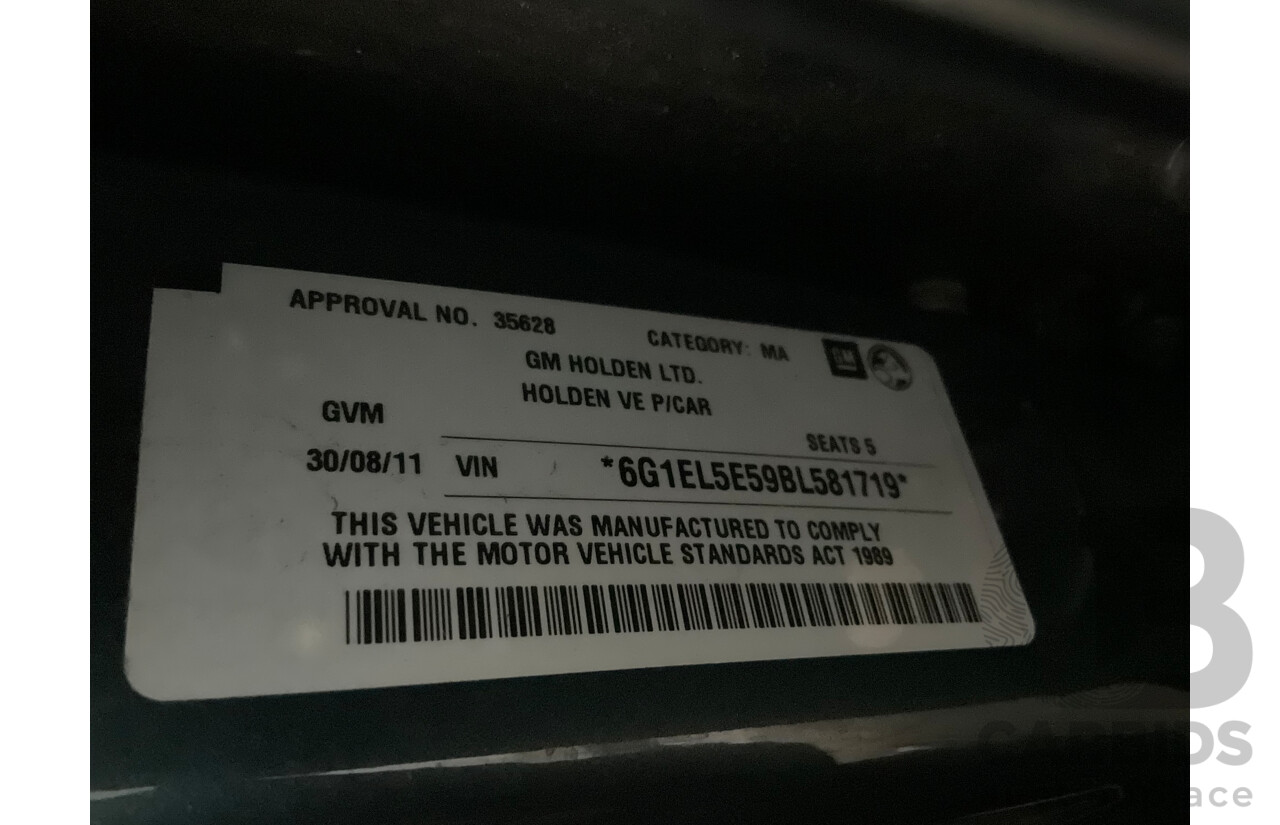 APPROVAL NO. 35628 CATEGORY: MA GM
GM HOLDEN LTD.
HOLDEN VE P/CAR
GVM
SEATS 5
30/08/11 VIN *6G1EL5E59BL581719*
THIS VEHICLE WAS MANUFACTURED TO COMPLY
WITH THE MOTOR VEHICLE STANDARDS ACT 1989